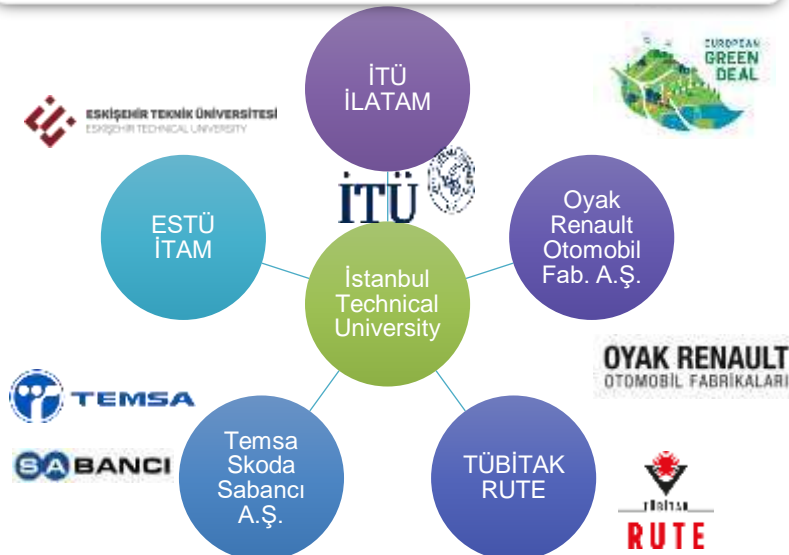 İTÜ
İLATAM
EUROPEAN
GREEN
DEAL
ESKİŞEHİR TEKNİK ÜNİVERSİTESİ
ESKİŞEHİR TECHNICAL UNIVERSITY
İTÜ
ESTÜ
İTAM
Oyak
Renault
Otomobil
Fab. A.Ş.
İstanbul
Technical
University
OYAK RENAULT
OTOMOBİL FABRİKALARI
TEMSA
SABANCI
Temsa
Skoda
Sabancı
A.Ş.
TÜBİTAK
RUTE
TÜBİTAK
RUTE